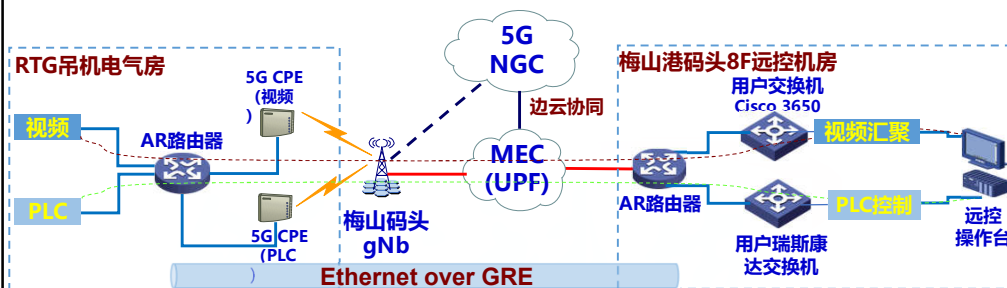 RTG吊机电气房
5G CPE
(视频
)
视频
AR路由器
PLC
5G CPE
(PLC
)
5G
NGC
边云协同
MEC
(UPF)
梅山码头
gNb
Ethernet over GRE
梅山港码头8F远控机房
用户交换机
Cisco 3650
视频汇聚
AR路由器
PLC控制
用户瑞斯康
达交换机
远控
操作台